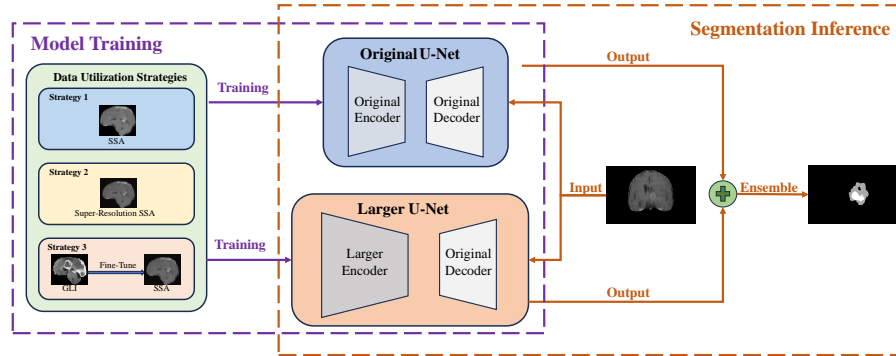 Model Training
Segmentation Inference
Data Utilization Strategies
Strategy 1
SSA
Strategy 2
Super-Resolution SSA
Strategy 3
Fine-Tune
GLI
SSA
Training
Training
Original U-Net
Original
Encoder
Original
Decoder
Larger U-Net
Larger
Encoder
Original
Decoder
Output
Input
Ensemble
Output